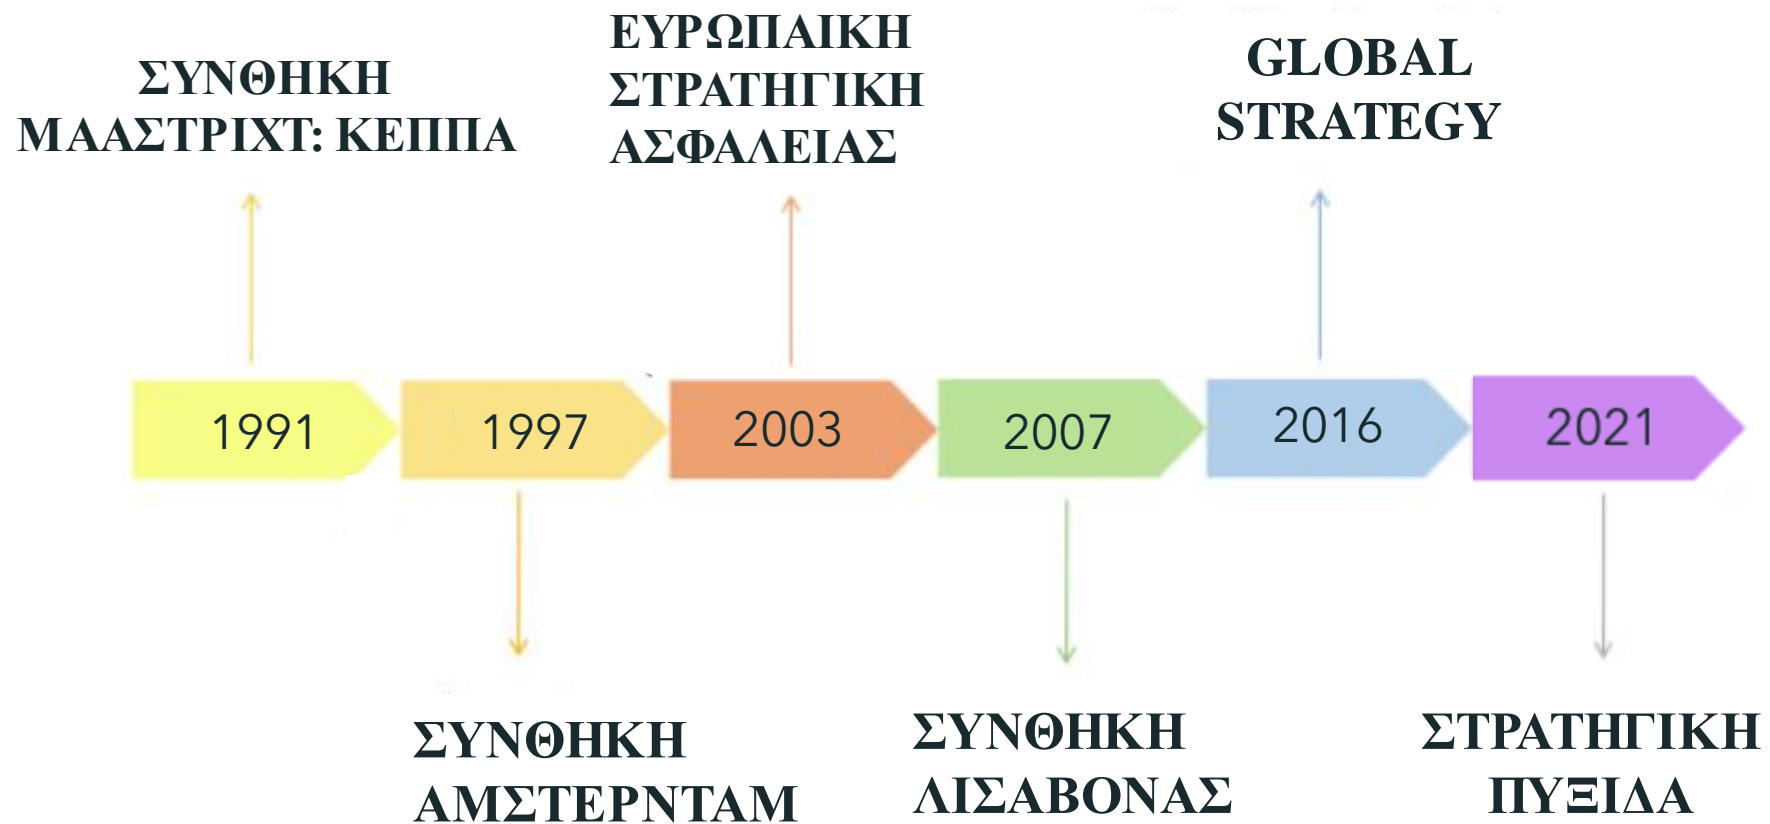 ΣΥΝΘΗΚΗ
ΜΑΑΣΤΡΙΧΤ: ΚΕΠΠΑ
ΕΥΡΩΠΑΙΚΗ
ΣΤΡΑΤΗΓΙΚΗ
ΑΣΦΑΛΕΙΑΣ
GLOBAL
STRATEGY
1991
1997
2003
2007
2016
2021
ΣΥΝΘΗΚΗ
ΑΜΣΤΕΡΝΤΑΜ
ΣΥΝΘΗΚΗ
ΛΙΣΑΒΟΝΑΣ
ΣΤΡΑΤΗΓΙΚΗ
ΠΥΞΙΔΑ